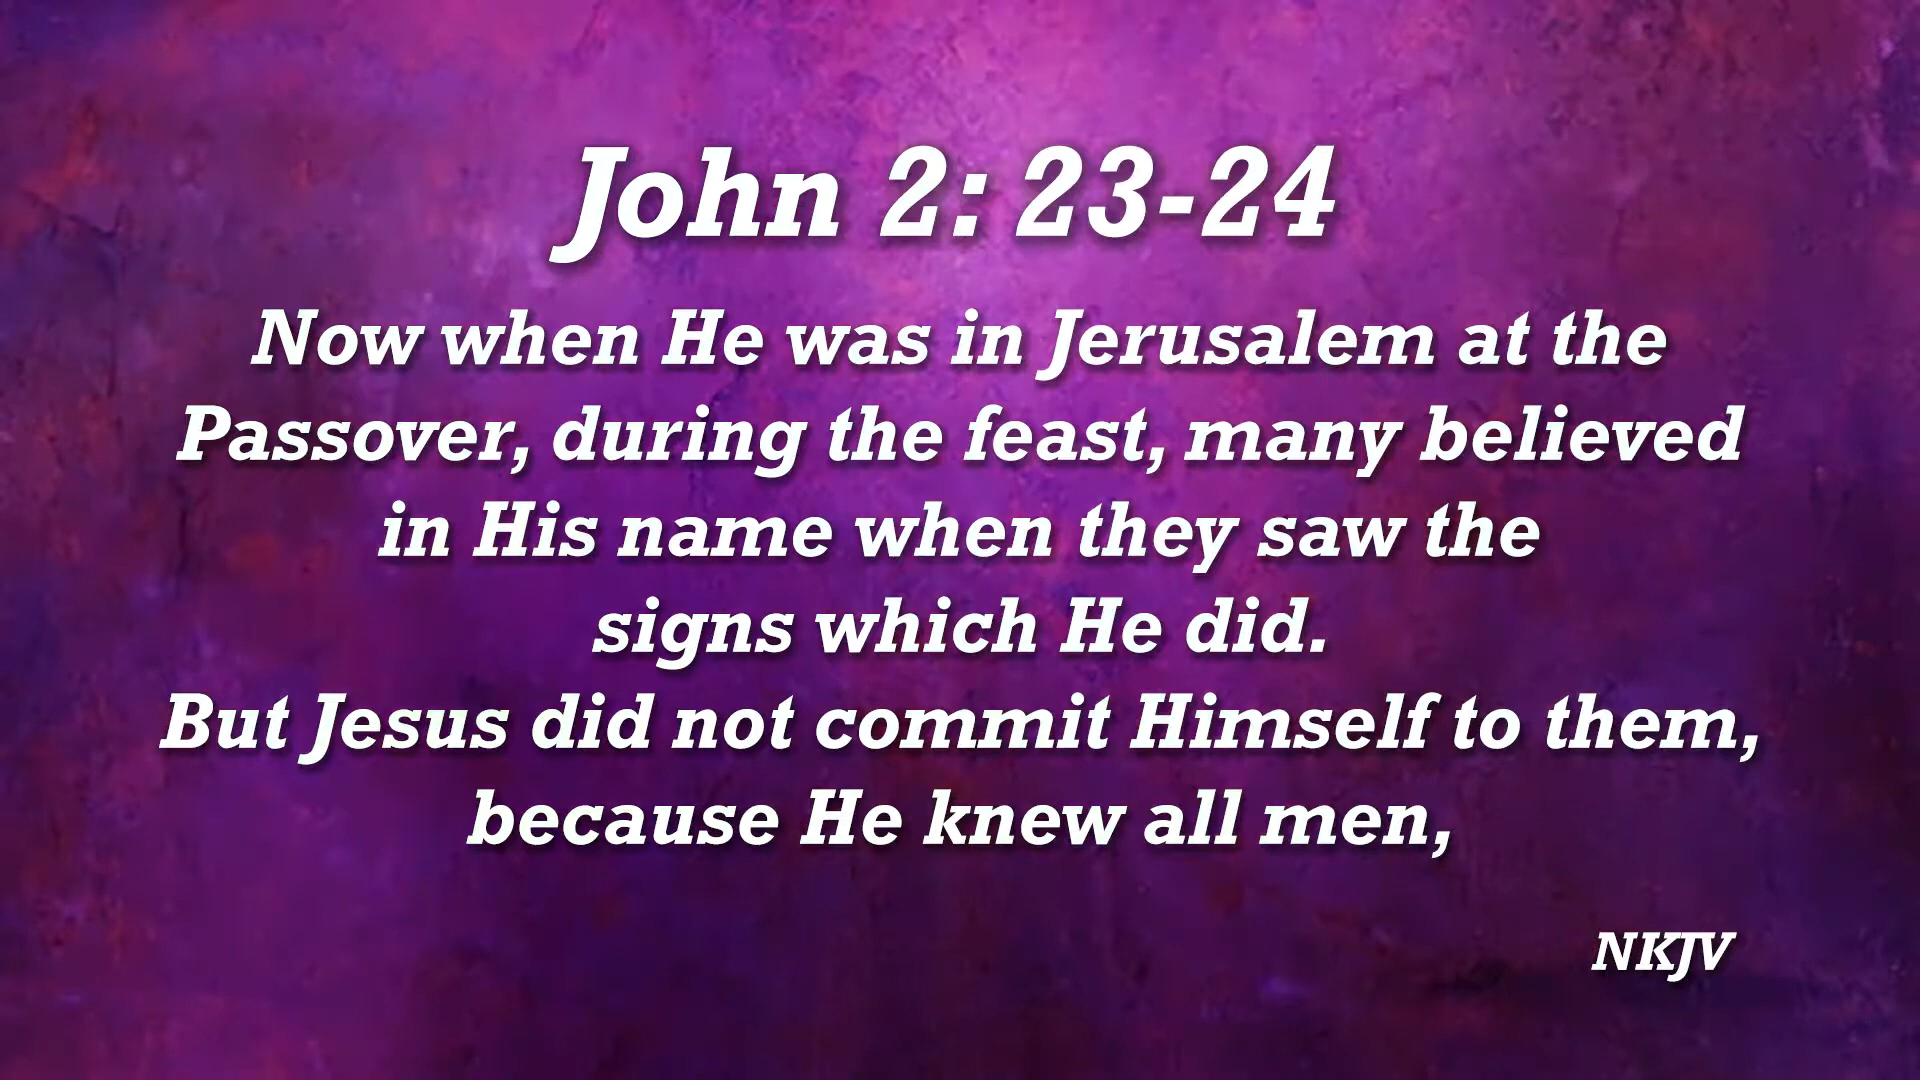 John 2: 23-24
Now when He was in Jerusalem at the
Passover, during the feast, many believed
in His name when they saw the
signs which He did.
But Jesus did not commit Himself to them,
because He knew all men,
NKJV